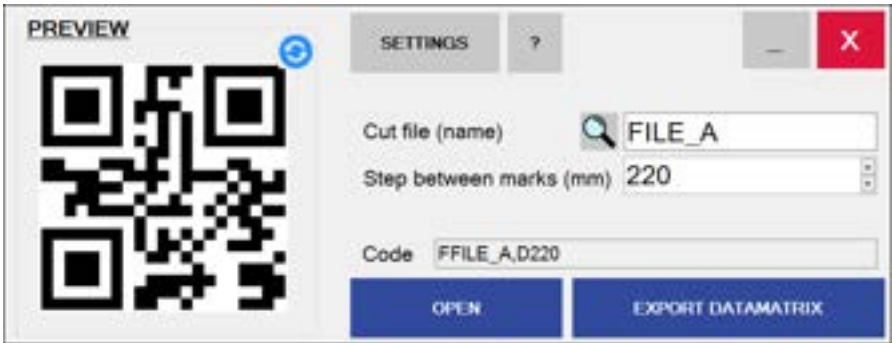 PREVIEW
SETTINGS ? _ X
Cut file (name) FILE_A
Step between marks (mm) 220
Code FFILE_A,D220
OPEN EXPORT DATAMATRIX